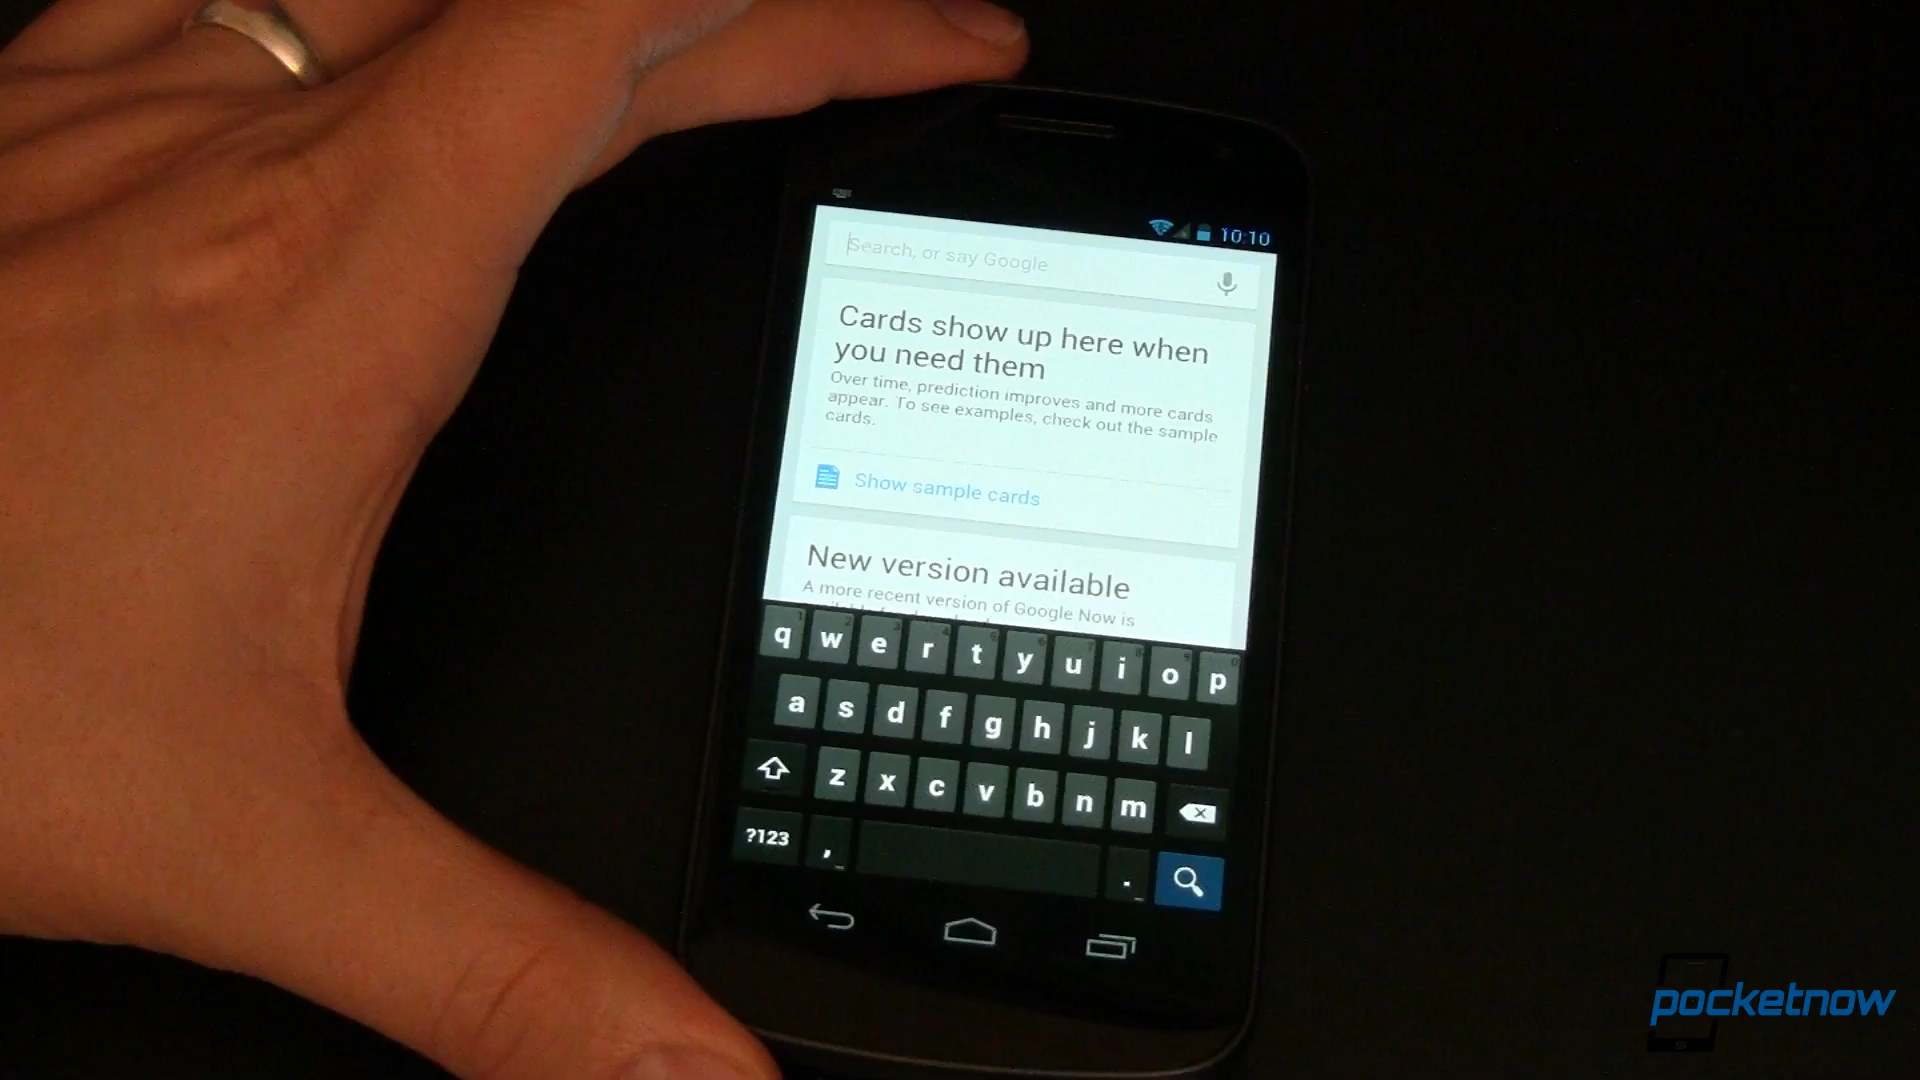 10:10
Search, or say Google
Cards show up here when
you need them
Over time, prediction improves and more cards
appear. To see examples, check out the sample
cards.
Show sample cards
New version available
A more recent version of Google Now is
q w e r t y u i o p
a s d f g h j k l
z x c v b n m
?123 , .
pocketnow